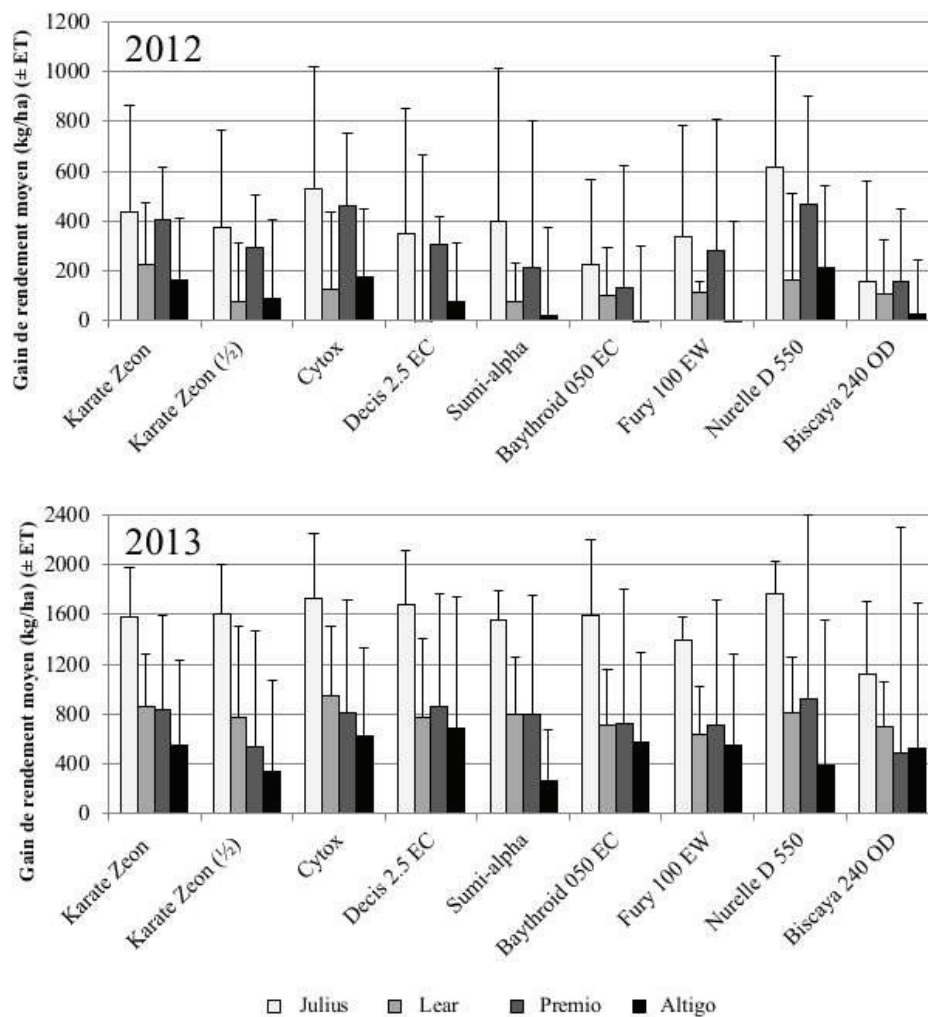 Gain de rendement moyen (kg/ha) (± ET)
1200
1000
800
600
400
200
0
2012
Karate Zeon
Karate Zeon (½)
Cytox
Decis 2.5 EC
Sumi-alpha
Baythroid 050 EC
Fury 100 EW
Nurelle D 550
Biscaya 240 OD
Gain de rendement moyen (kg/ha) (± ET)
2400
2000
1600
1200
800
400
0
2013
Karate Zeon
Karate Zeon (½)
Cytox
Decis 2.5 EC
Sumi-alpha
Baythroid 050 EC
Fury 100 EW
Nurelle D 550
Biscaya 240 OD
Julius Lear Premio Altigo